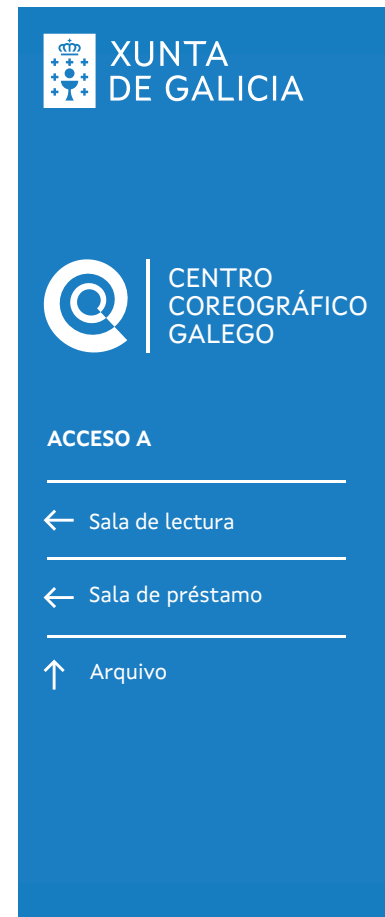 XUNTA
DE GALICIA
CENTRO
COREOGRÁFICO
GALEGO
ACCESO A
← Sala de lectura
← Sala de préstamo
↑ Arquivo